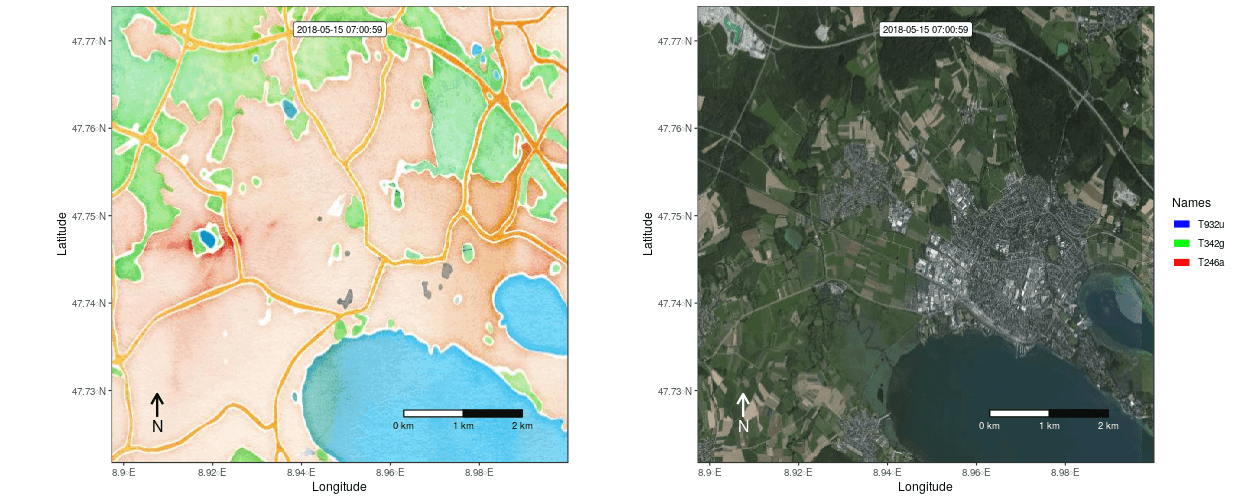 2018-05-15 07:00:59
47.77°N
47.76°N
47.75°N
47.74°N
47.73°N
Latitude
N
0 km 1 km 2 km
8.9°E 8.92°E 8.94°E 8.96°E 8.98°E
Longitude
2018-05-15 07:00:59
47.77°N
47.76°N
47.75°N
47.74°N
47.73°N
Latitude
N
0 km 1 km 2 km
8.9°E 8.92°E 8.94°E 8.96°E 8.98°E
Longitude
Names
T932u
T342g
T246a